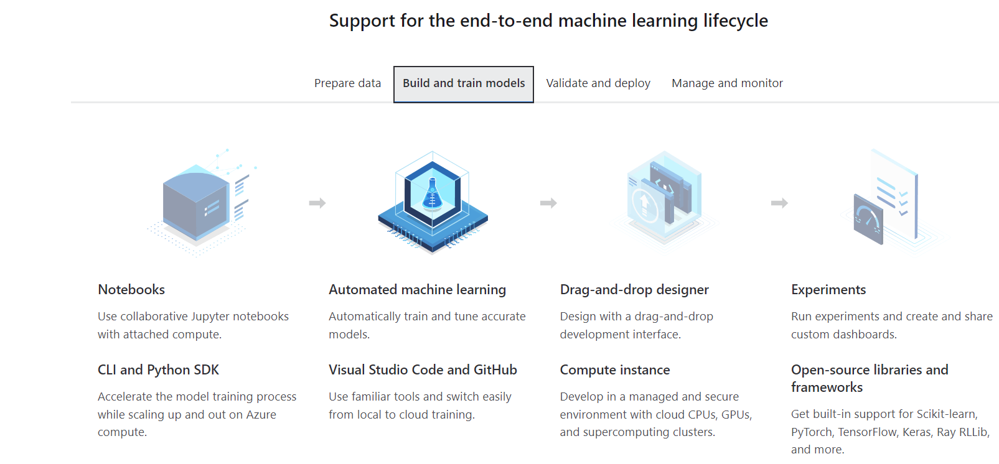 Support for the end-to-end machine learning lifecycle
Prepare data
Build and train models
Validate and deploy
Manage and monitor
Notebooks
Use collaborative Jupyter notebooks
with attached compute.
Automated machine learning
Automatically train and tune accurate
models.
Drag-and-drop designer
Design with a drag-and-drop
development interface.
Experiments
Run experiments and create and share
custom dashboards.
CLI and Python SDK
Accelerate the model training process
while scaling up and out on Azure
compute.
Visual Studio Code and GitHub
Use familiar tools and switch easily
from local to cloud training.
Compute instance
Develop in a managed and secure
environment with cloud CPUs, GPUs,
and supercomputing clusters.
Open-source libraries and
frameworks
Get built-in support for Scikit-learn,
PyTorch, TensorFlow, Keras, Ray RLLib,
and more.